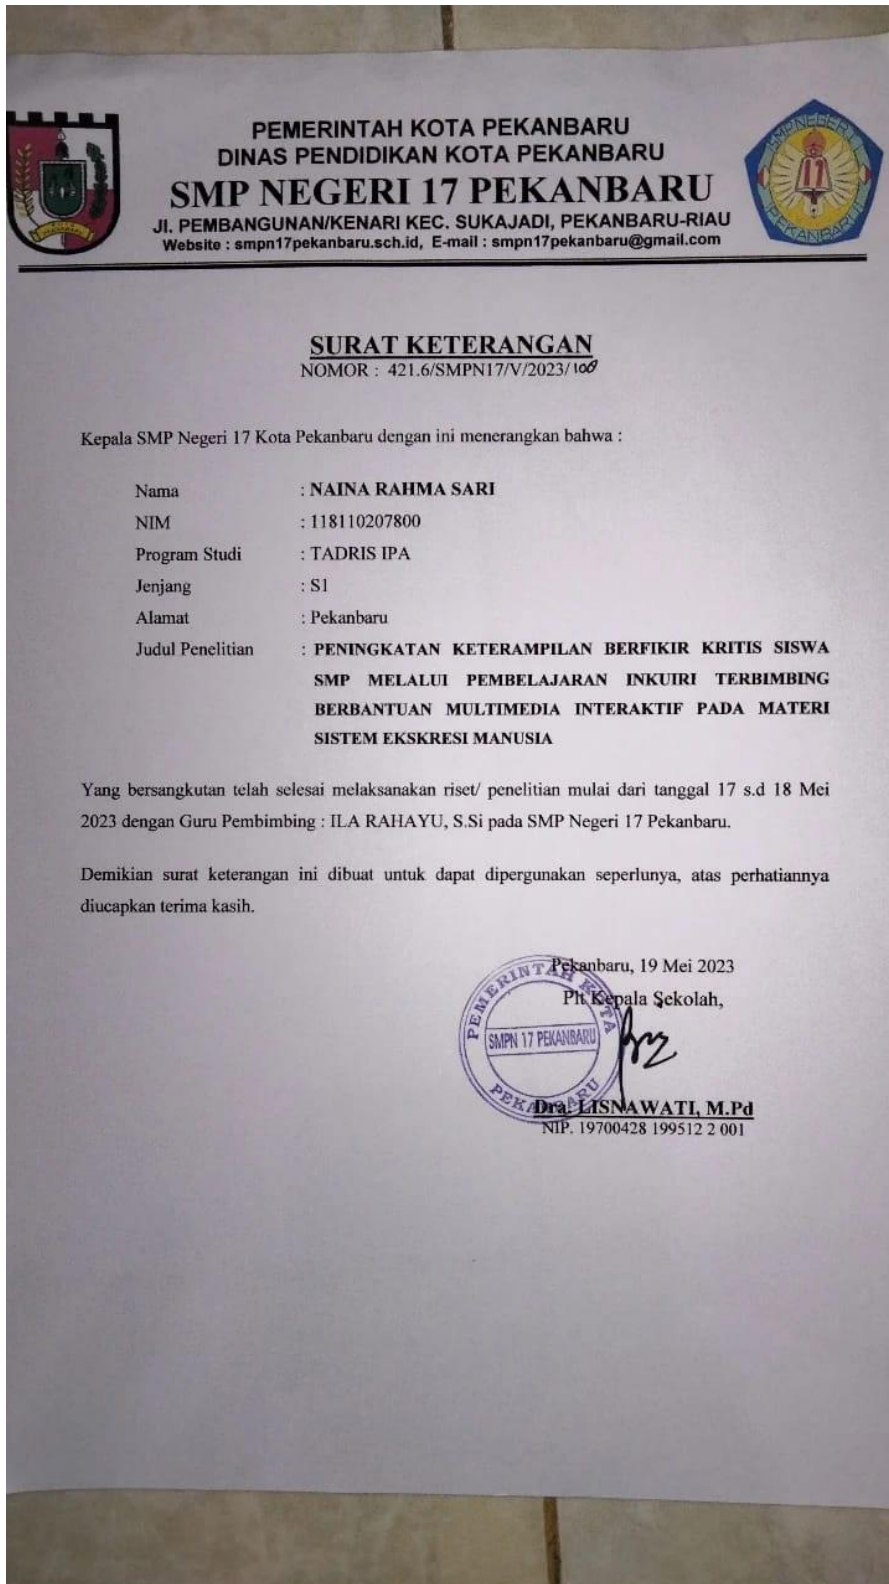 PEMERINTAH KOTA PEKANBARU
DINAS PENDIDIKAN KOTA PEKANBARU
SMP NEGERI 17 PEKANBARU
Jl. PEMBANGUNAN/KENARI KEC. SUKAJADI, PEKANBARU-RIAU
Website : smpn17pekanbaru.sch.id, E-mail : smpn17pekanbaru@gmail.com
SMP NEGERI
17
PEKANBARU
SURAT KETERANGAN
NOMOR : 421.6/SMPN17/V/2023/
Kepala SMP Negeri 17 Kota Pekanbaru dengan ini menerangkan bahwa :
Nama : NAINA RAHMA SARI
NIM : 118110207800
Program Studi : TADRIS IPA
Jenjang : S1
Alamat : Pekanbaru
Judul Penelitian : PENINGKATAN KETERAMPILAN BERFIKIR KRITIS SISWA
SMP MELALUI PEMBELAJARAN INKUIRI TERBIMBING
BERBANTUAN MULTIMEDIA INTERAKTIF PADA MATERI
SISTEM EKSKRESI MANUSIA
Yang bersangkutan telah selesai melaksanakan riset/ penelitian mulai dari tanggal 17 s.d 18 Mei
2023 dengan Guru Pembimbing : ILA RAHAYU, S.Si pada SMP Negeri 17 Pekanbaru.
Demikian surat keterangan ini dibuat untuk dapat dipergunakan seperlunya, atas perhatiannya
diucapkan terima kasih.
Pekanbaru, 19 Mei 2023
Plt Kepala Sekolah,
PEMERINTAH KOTA
SMPN 17 PEKANBARU
PEKANBARU
Dra. LISNAWATI, M.Pd
NIP. 19700428 199512 2 001